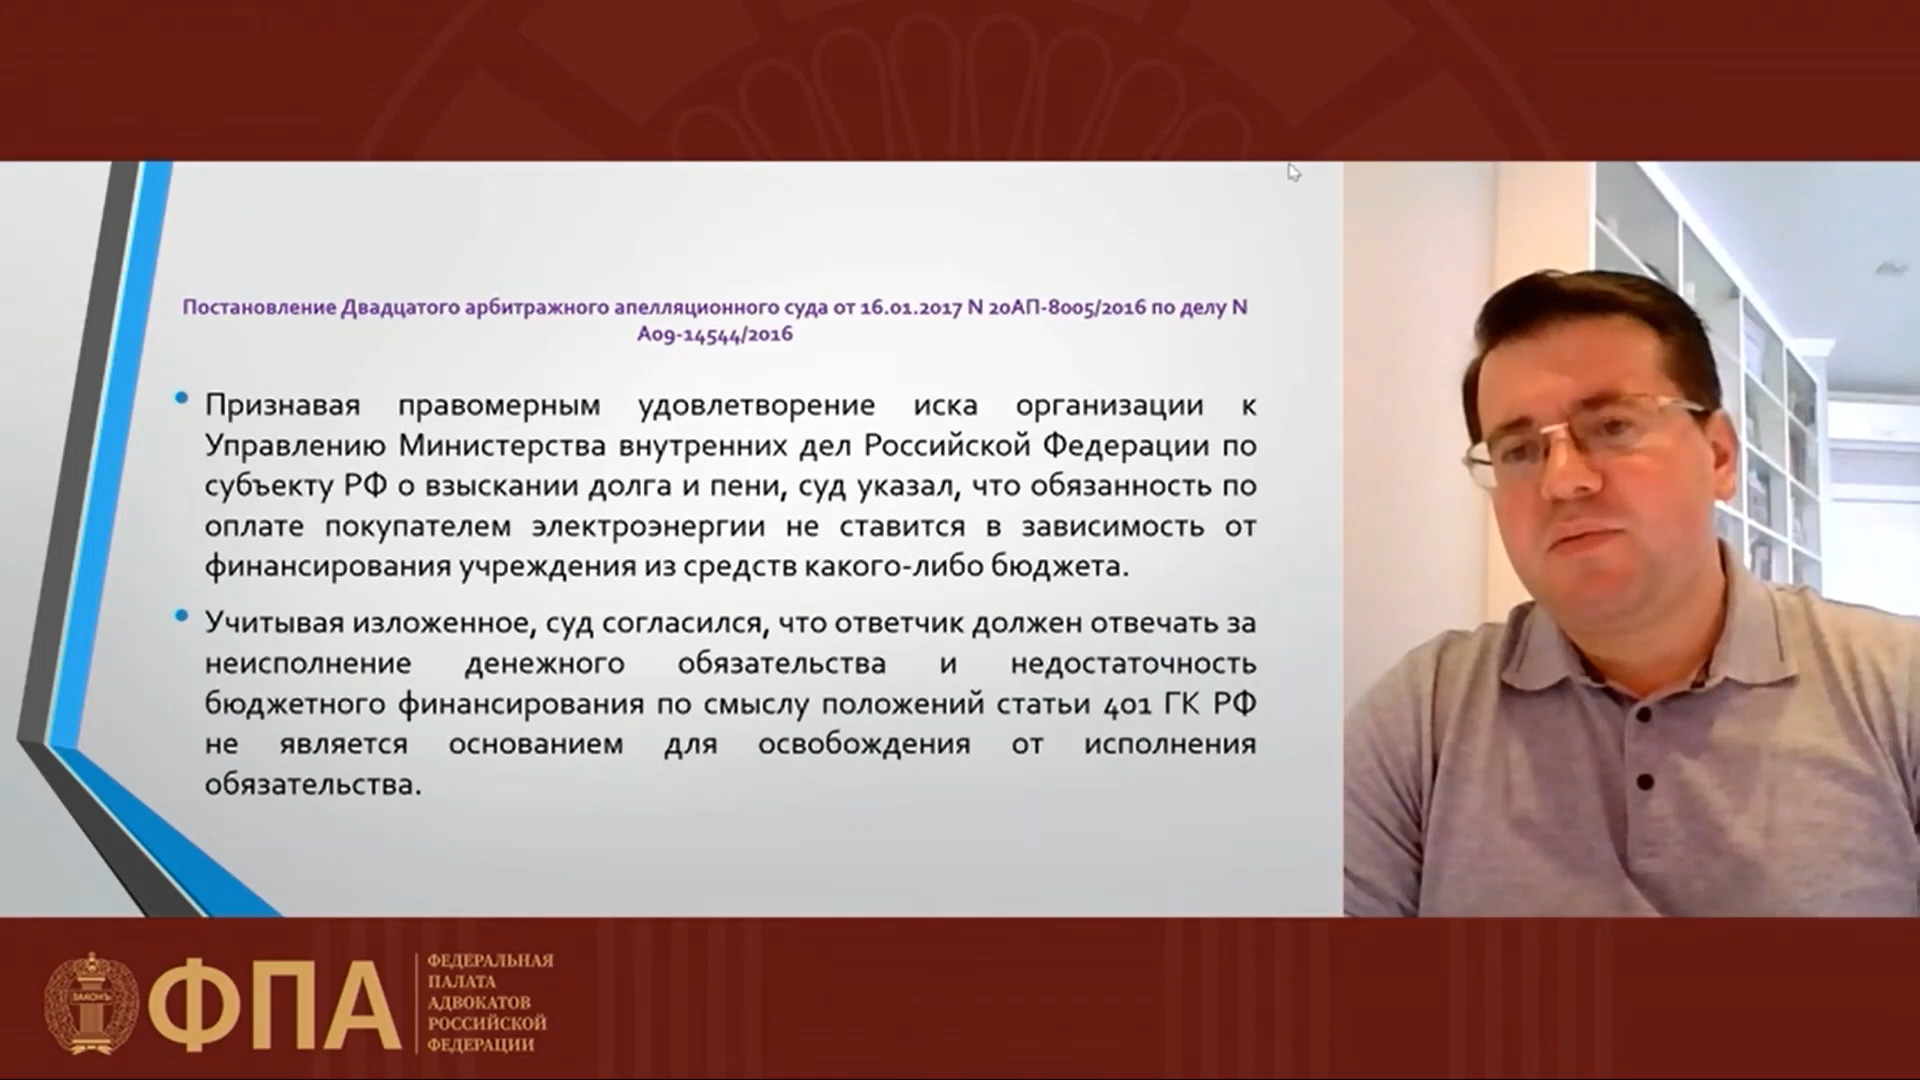 Постановление Двадцатого арбитражного апелляционного суда от 16.01.2017 N 20АП-8005/2016 по делу N
А09-14544/2016
• Признавая правомерным удовлетворение иска организации к
Управлению Министерства внутренних дел Российской Федерации по
субъекту РФ о взыскании долга и пени, суд указал, что обязанность по
оплате покупателем электроэнергии не ставится в зависимость от
финансирования учреждения из средств какого-либо бюджета.
• Учитывая изложенное, суд согласился, что ответчик должен отвечать за
неисполнение денежного обязательства и недостаточность
бюджетного финансирования по смыслу положений статьи 401 ГК РФ
не является основанием для освобождения от исполнения
обязательства.
ЗАКОНЪ
ФПА
ФЕДЕРАЛЬНАЯ
ПАЛАТА
АДВОКАТОВ
РОССИЙСКОЙ
ФЕДЕРАЦИИ